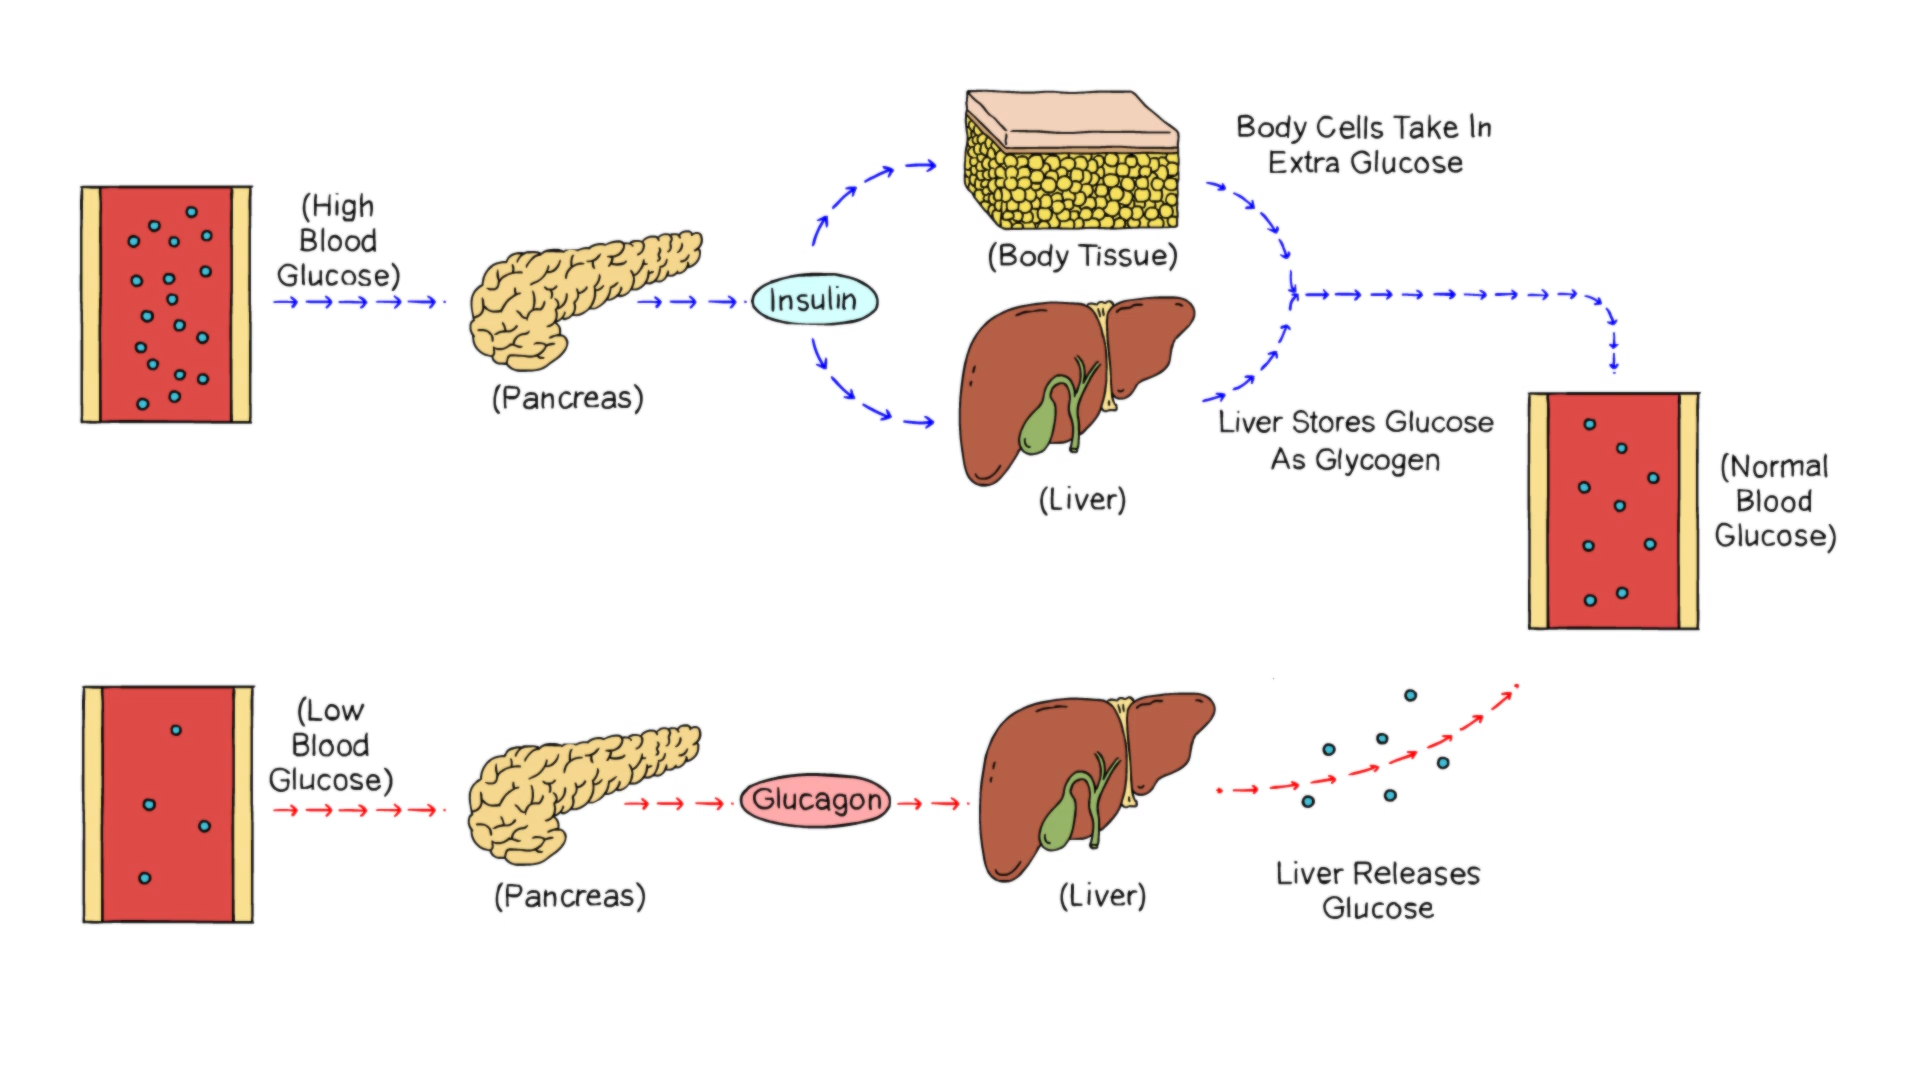 (High
Blood
Glucose)
(Pancreas)
Insulin
(Body Tissue)
Body Cells Take In
Extra Glucose
(Liver)
Liver Stores Glucose
As Glycogen
(Normal
Blood
Glucose)
(Low
Blood
Glucose)
(Pancreas)
Glucagon
(Liver)
Liver Releases
Glucose